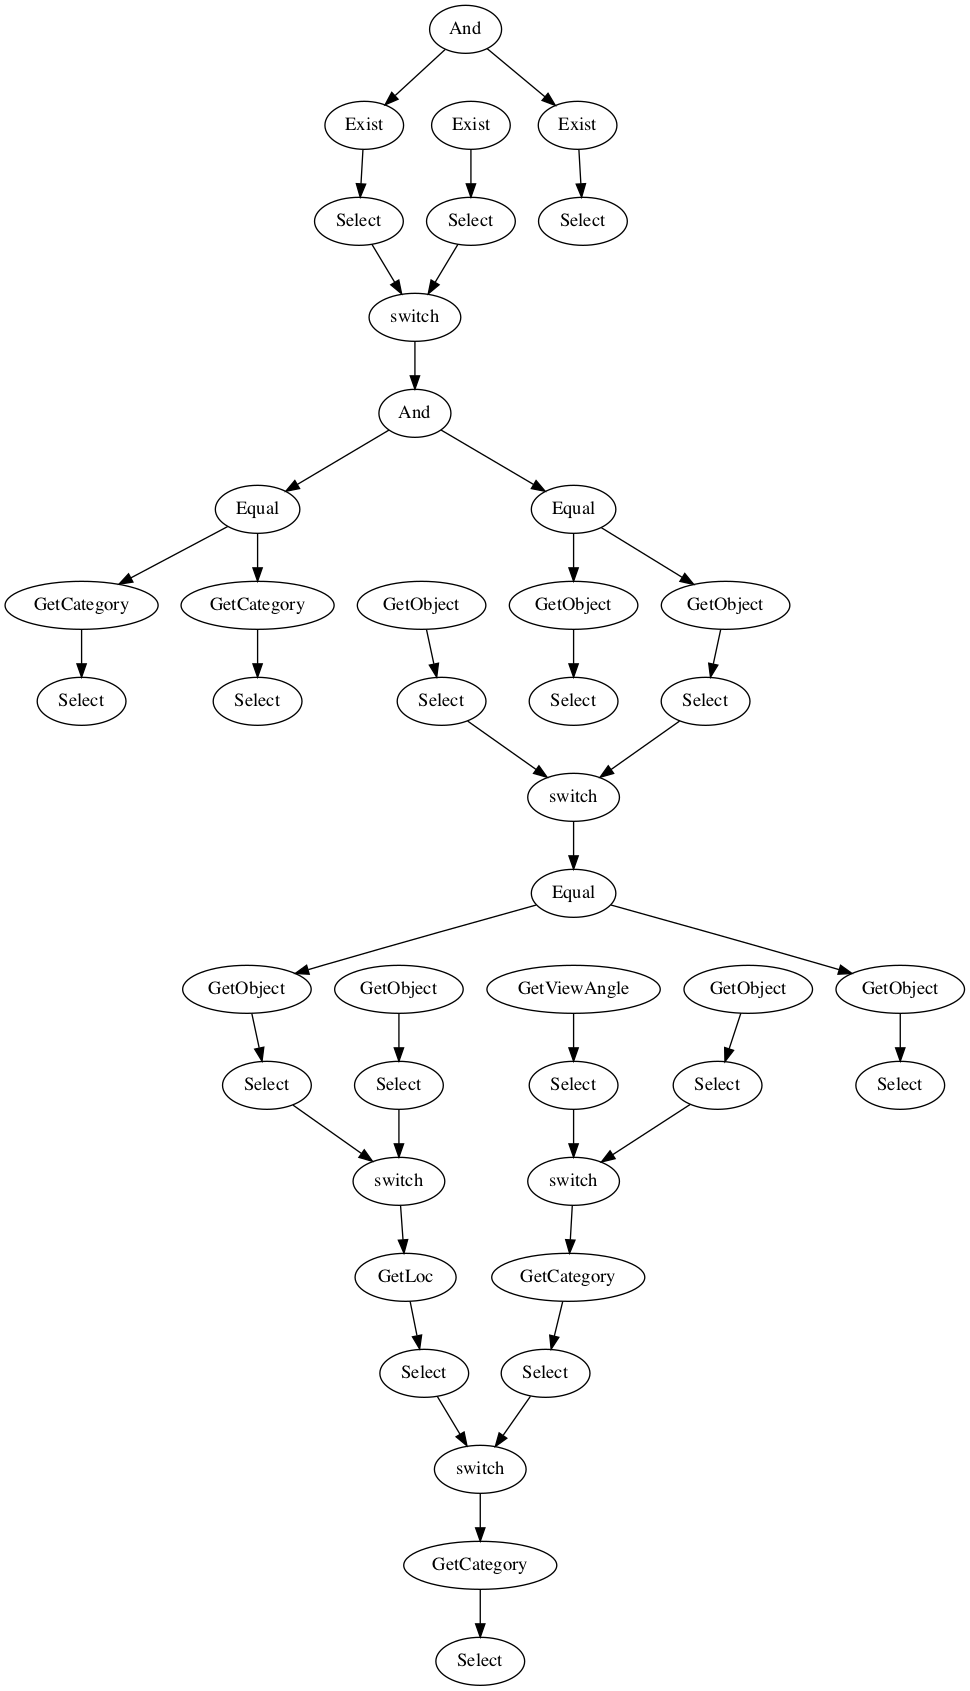 And
Exist Exist Exist
Select Select Select
switch
And
Equal Equal
GetCategory GetCategory GetObject GetObject GetObject
Select Select Select Select Select
switch
Equal
GetObject GetObject GetViewAngle GetObject GetObject
Select Select Select Select Select
switch switch
GetLoc GetCategory
Select Select
switch
GetCategory
Select